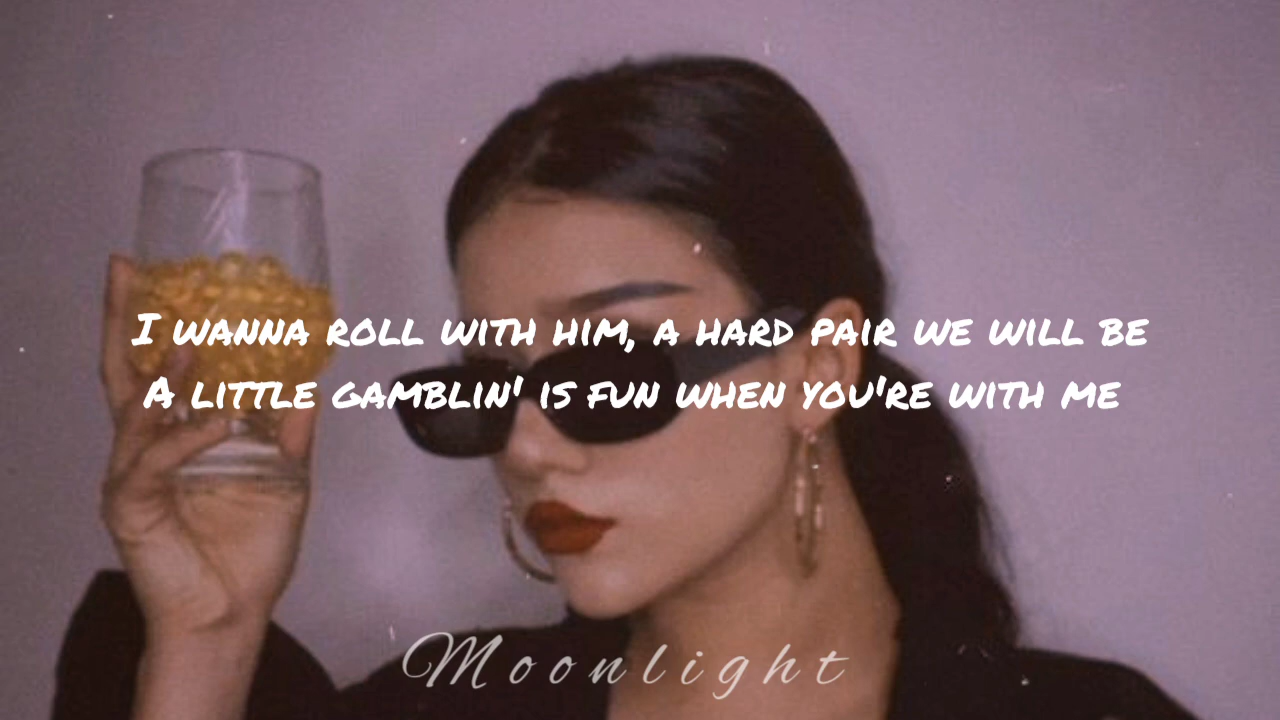 I WANNA ROLL WITH HIM, A HARD PAIR WE WILL BE
A LITTLE GAMBLIN' IS FUN WHEN YOU'RE WITH ME
Moonlight